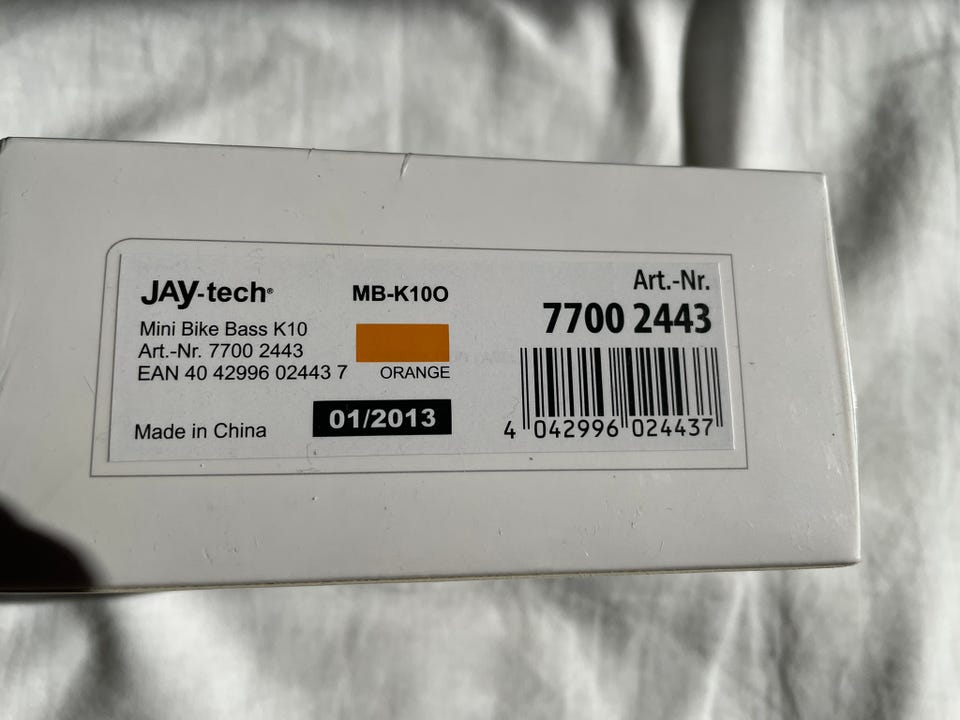 JAY-tech®
Mini Bike Bass K10
Art.-Nr. 7700 2443
EAN 40 42996 02443 7
Made in China
MB-K10O
ORANGE
01/2013
Art.-Nr.
7700 2443
4 042996 024437